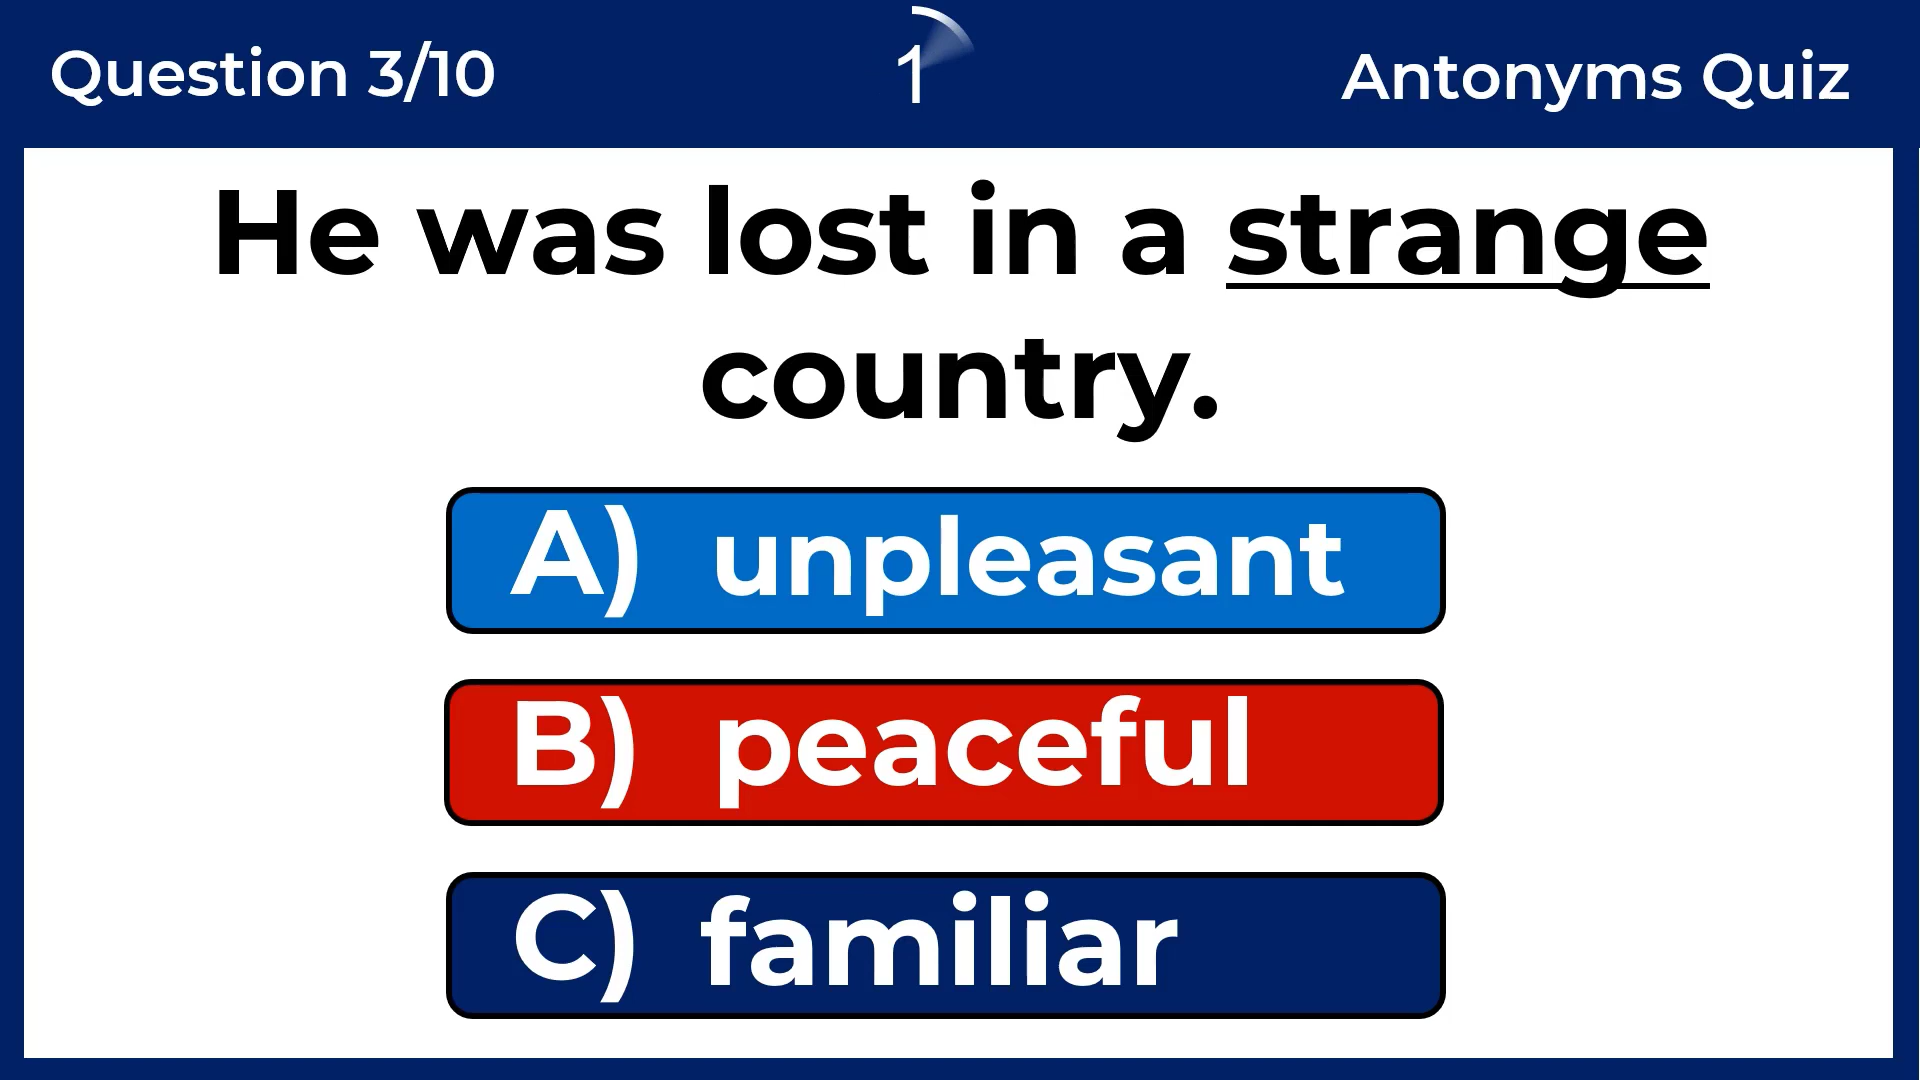 Question 3/10
1
Antonyms Quiz
He was lost in a strange
country.
A) unpleasant
B) peaceful
C) familiar